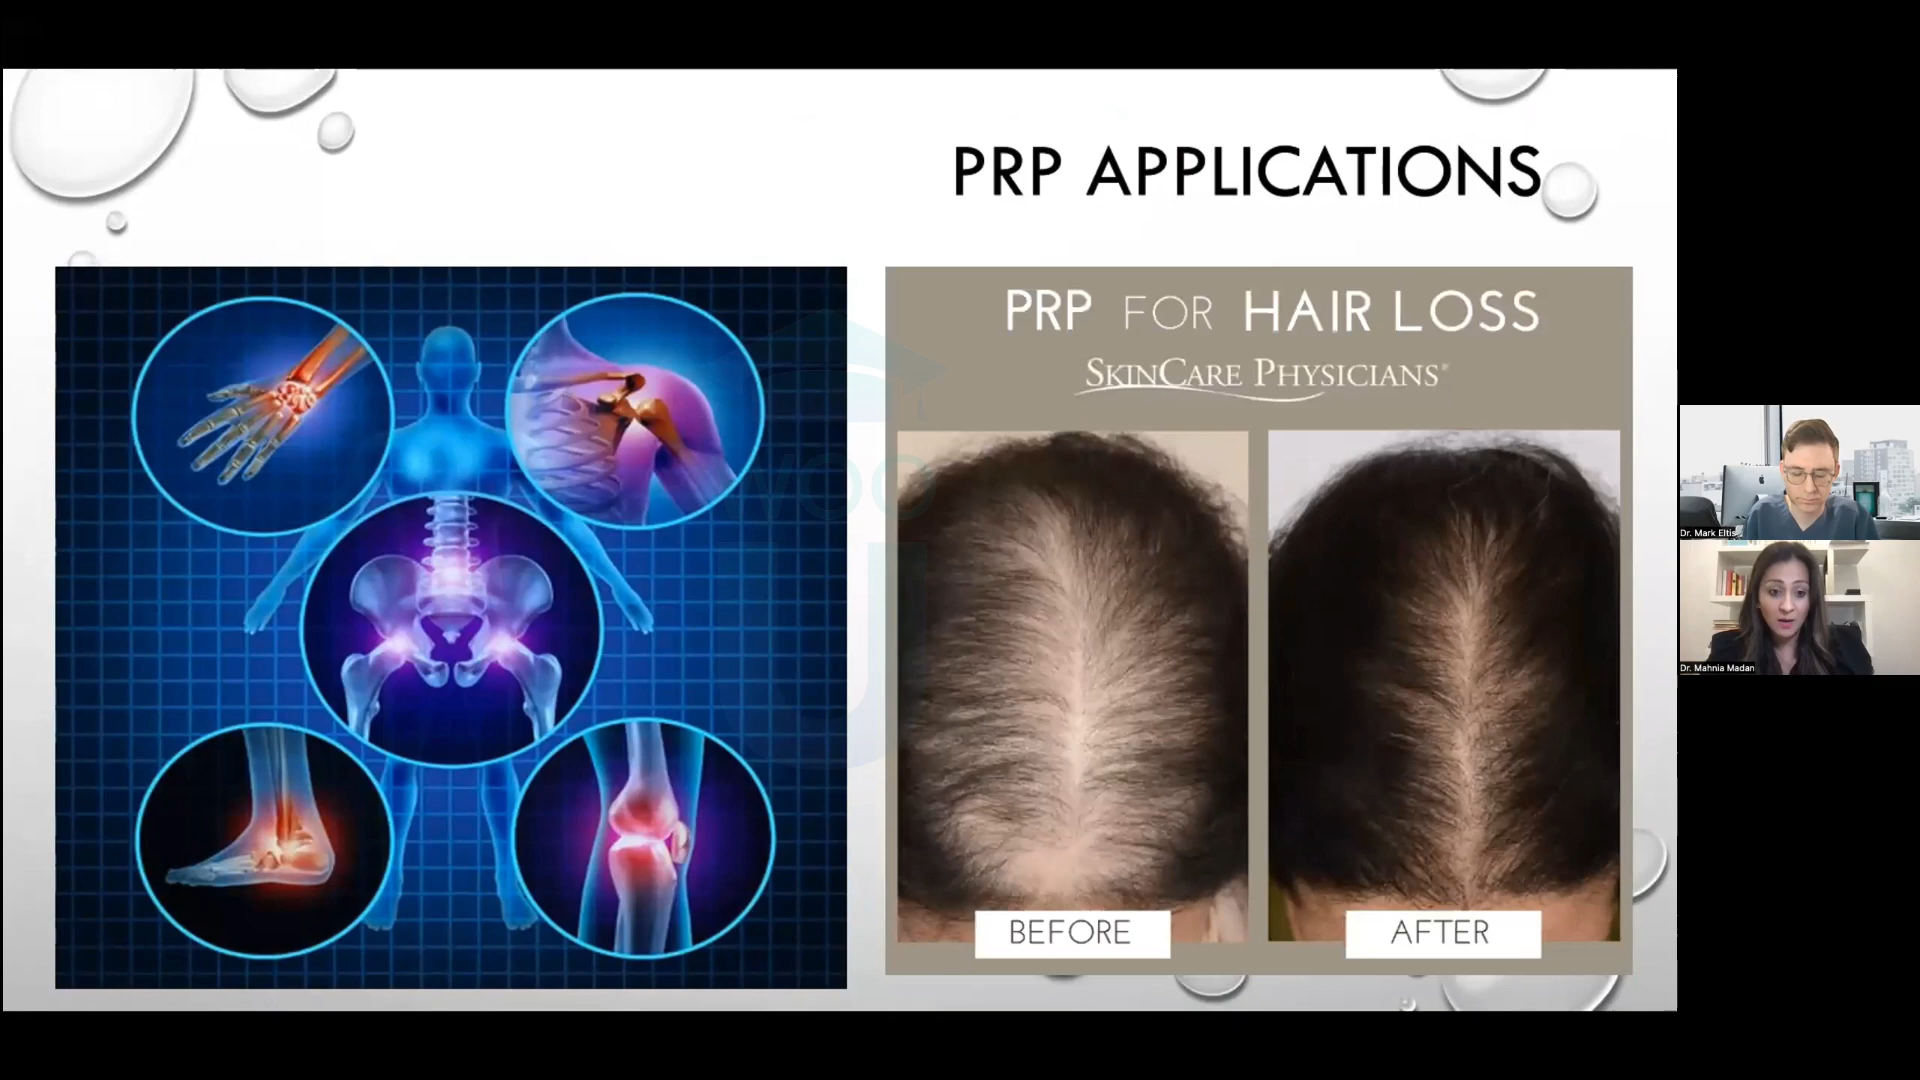 PRP APPLICATIONS
PRP FOR HAIR LOSS
SKINCARE PHYSICIANS®
BEFORE
AFTER
Dr. Mark Eltis
Dr. Mahnia Madan